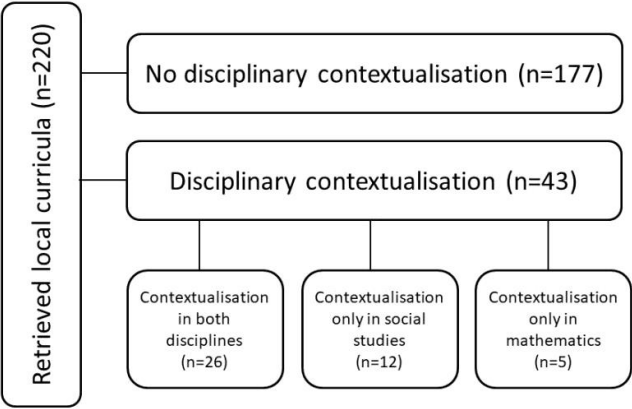 Retrieved local curricula (n=220)
No disciplinary contextualisation (n=177)
Disciplinary contextualisation (n=43)
Contextualisation
in both
disciplines
(n=26)
Contextualisation
only in social
studies
(n=12)
Contextualisation
only in
mathematics
(n=5)